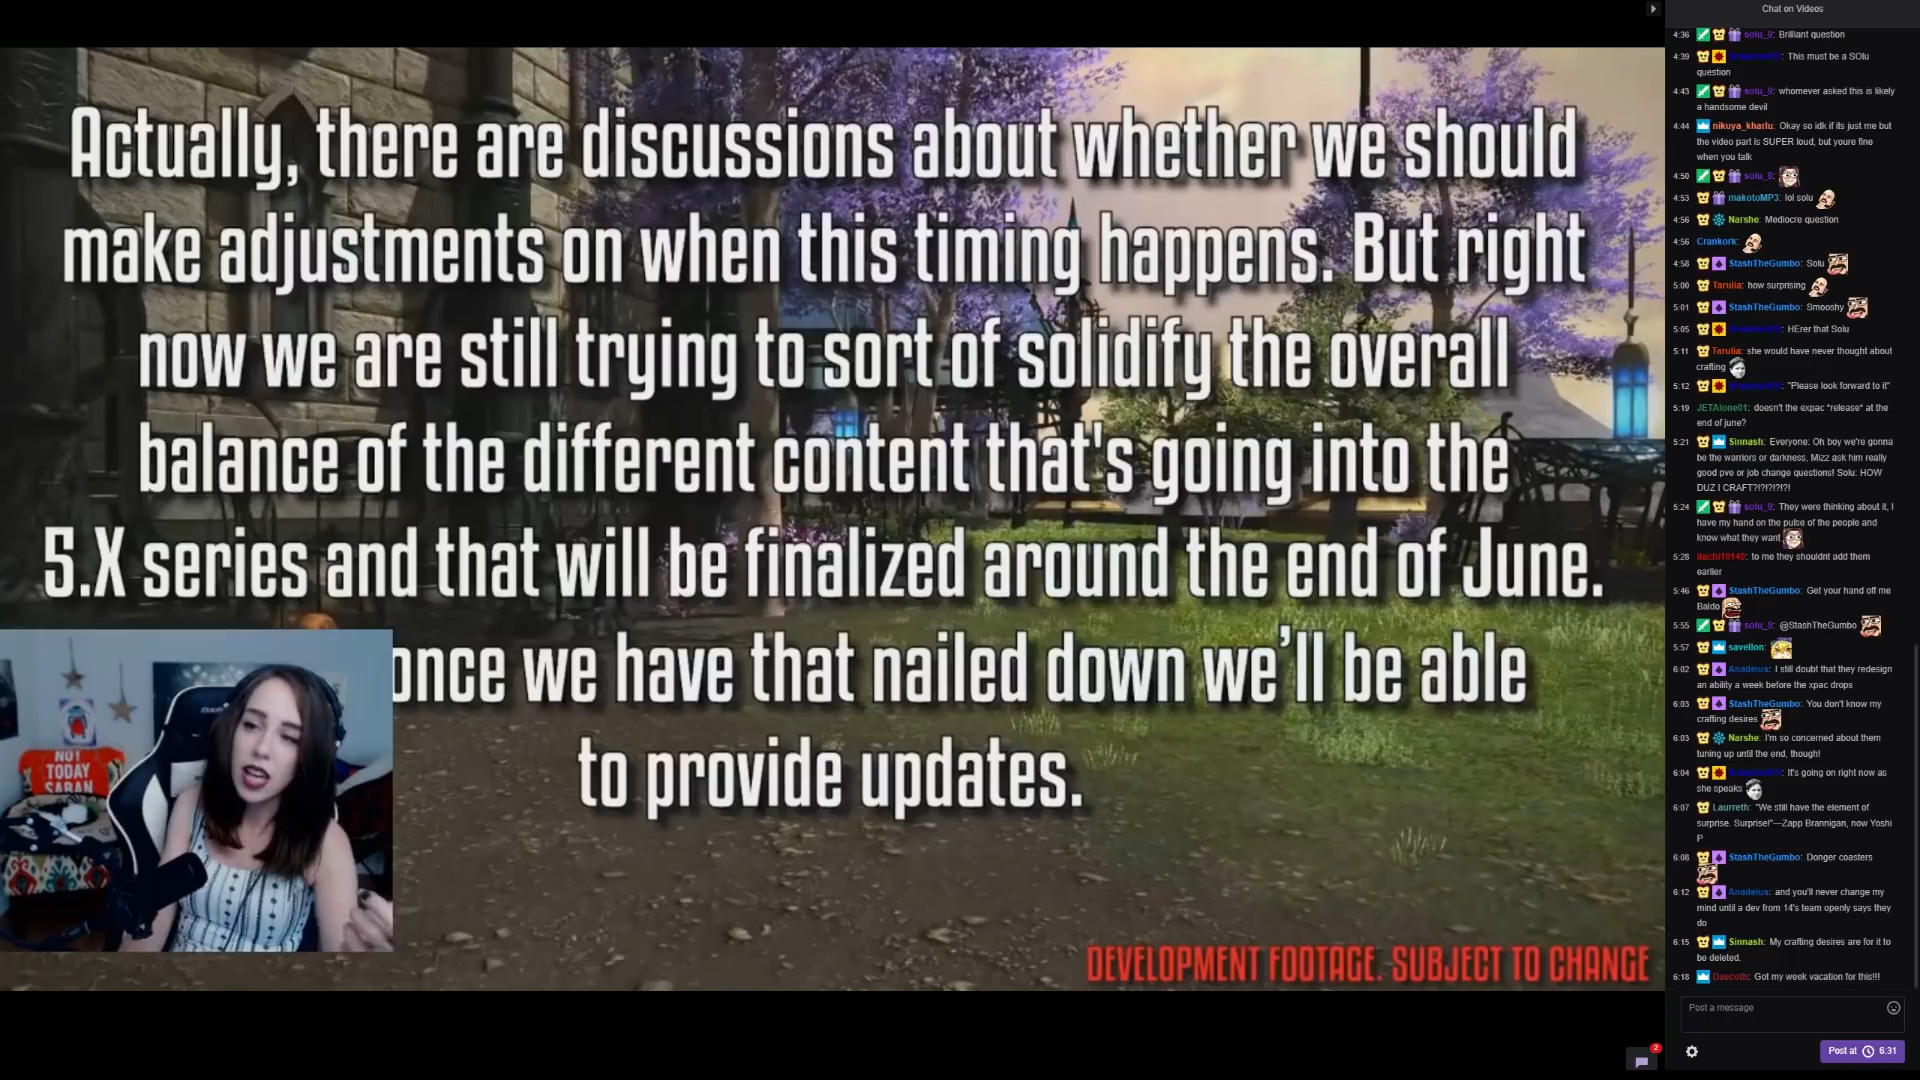 Chat on Videos
Actually, there are discussions about whether we should
make adjustments on when this timing happens. But right
now we are still trying to sort of solidify the overall
balance of the different content that's going into the
5.X series and that will be finalized around the end of June.
once we have that nailed down we’ll be able
to provide updates.
DEVELOPMENT FOOTAGE. SUBJECT TO CHANGE
NOT
TODAY
SABAN
4:36 solu_9: Brilliant question
4:39 : This must be a SOlu
question
4:43 solu_9: whomever asked this is likely
a handsome devil
4:44 nikuya_kharlu: Okay so idk if its just me but
the video part is SUPER loud, but youre fine
when you talk
4:50 solu_9:
4:53 makotoMP3: lol solu
4:56 Narshe: Mediocre question
4:56 Crankork:
4:58 StashTheGumbo: Solu
5:00 Tarulia: how surprising
5:01 StashTheGumbo: Smooshy
5:05 : HErer that Solu
5:11 Tarulia: she would have never thought about
crafting
5:12 : "Please look forward to it"
5:19 JETAlone01: doesn't the expac *release* at the
end of june?
5:21 Sinnash: Everyone: Oh boy we're gonna
be the warriors or darkness, Mizz ask him really
good pve or job change questions! Solu: HOW
DUZ I CRAFT?!?!?!?!?!
5:24 solu_9: They were thinking about it, I
have my hand on the pulse of the people and
know what they want
5:28 itachi10149: to me they shouldnt add them
earlier
5:46 StashTheGumbo: Get your hand off me
Baldo
5:55 solu_9: @StashTheGumbo
5:57 savellon:
6:02 Anadeius: I still doubt that they redesign
an ability a week before the xpac drops
6:03 StashTheGumbo: You don't know my
crafting desires
6:03 Narshe: I'm so concerned about them
tuning up until the end, though!
6:04 : It's going on right now as
she speaks
6:07 Laurreth: "We still have the element of
surprise. Surprise!"—Zapp Brannigan, now Yoshi
P
6:08 StashTheGumbo: Donger coasters
6:12 Anadeius: and you'll never change my
mind until a dev from 14's team openly says they
do
6:15 Sinnash: My crafting desires are for it to
be deleted.
6:18 Daecoth: Got my week vacation for this!!!
Post a message
2
Post at 6:31